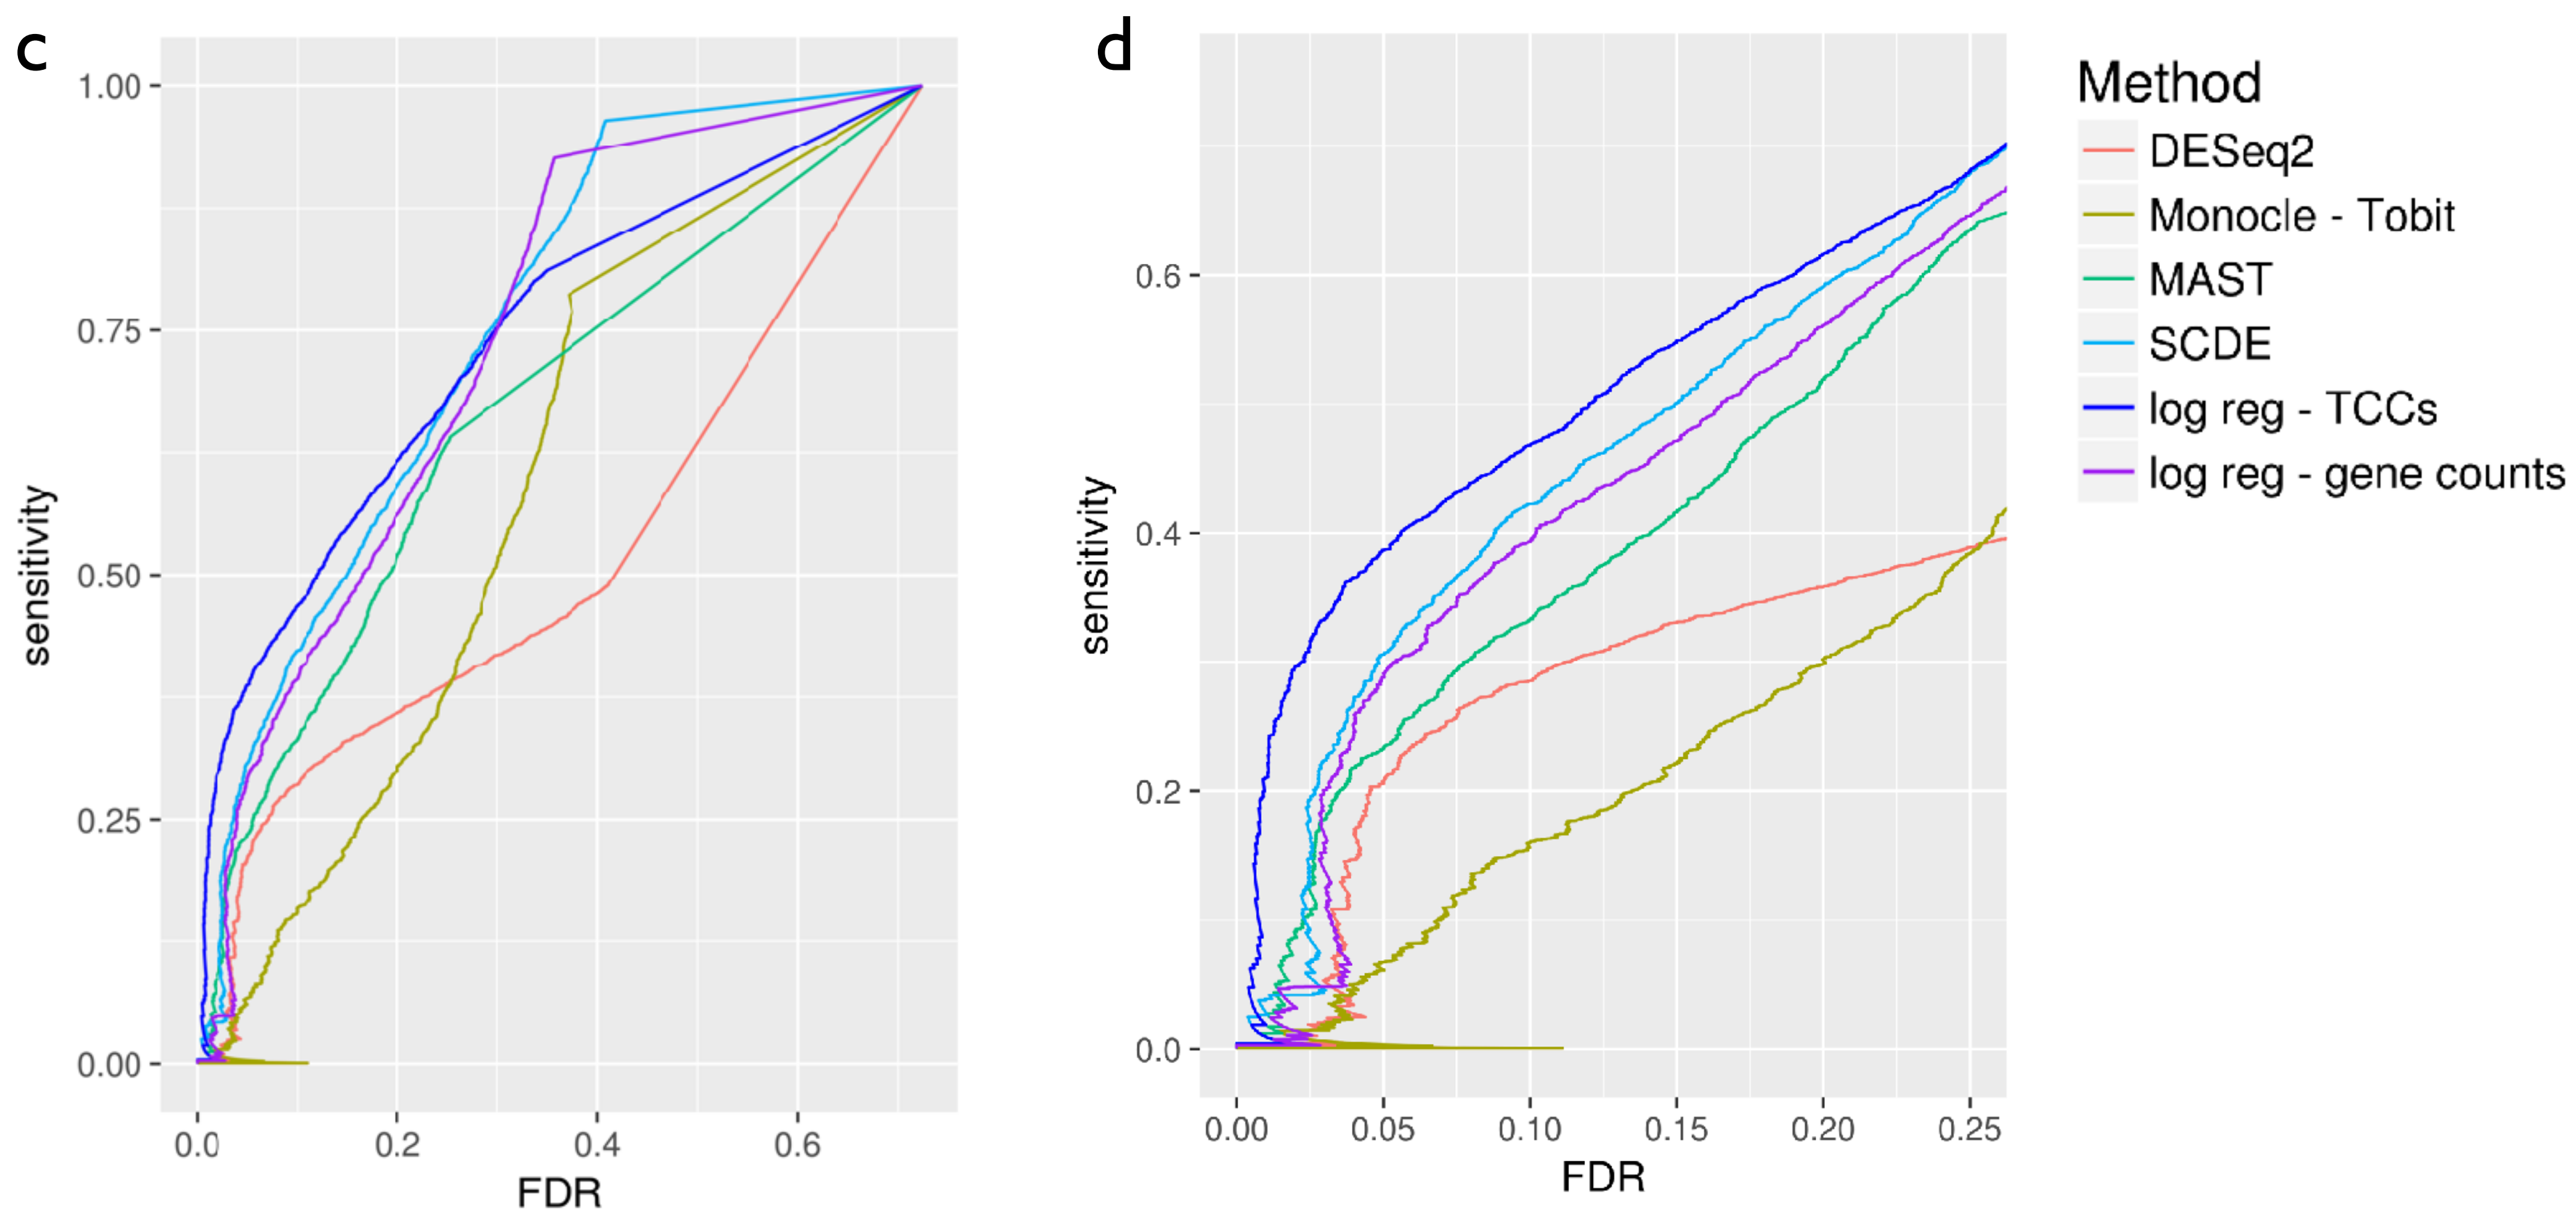 c
1.00
0.75
0.50
0.25
0.00
sensitivity
0.0
0.2
0.4
0.6
FDR
d
0.6
0.4
0.2
0.0
sensitivity
0.00
0.05
0.10
0.15
0.20
0.25
FDR
Method
DESeq2
Monocle - Tobit
MAST
SCDE
log reg - TCCs
log reg - gene counts